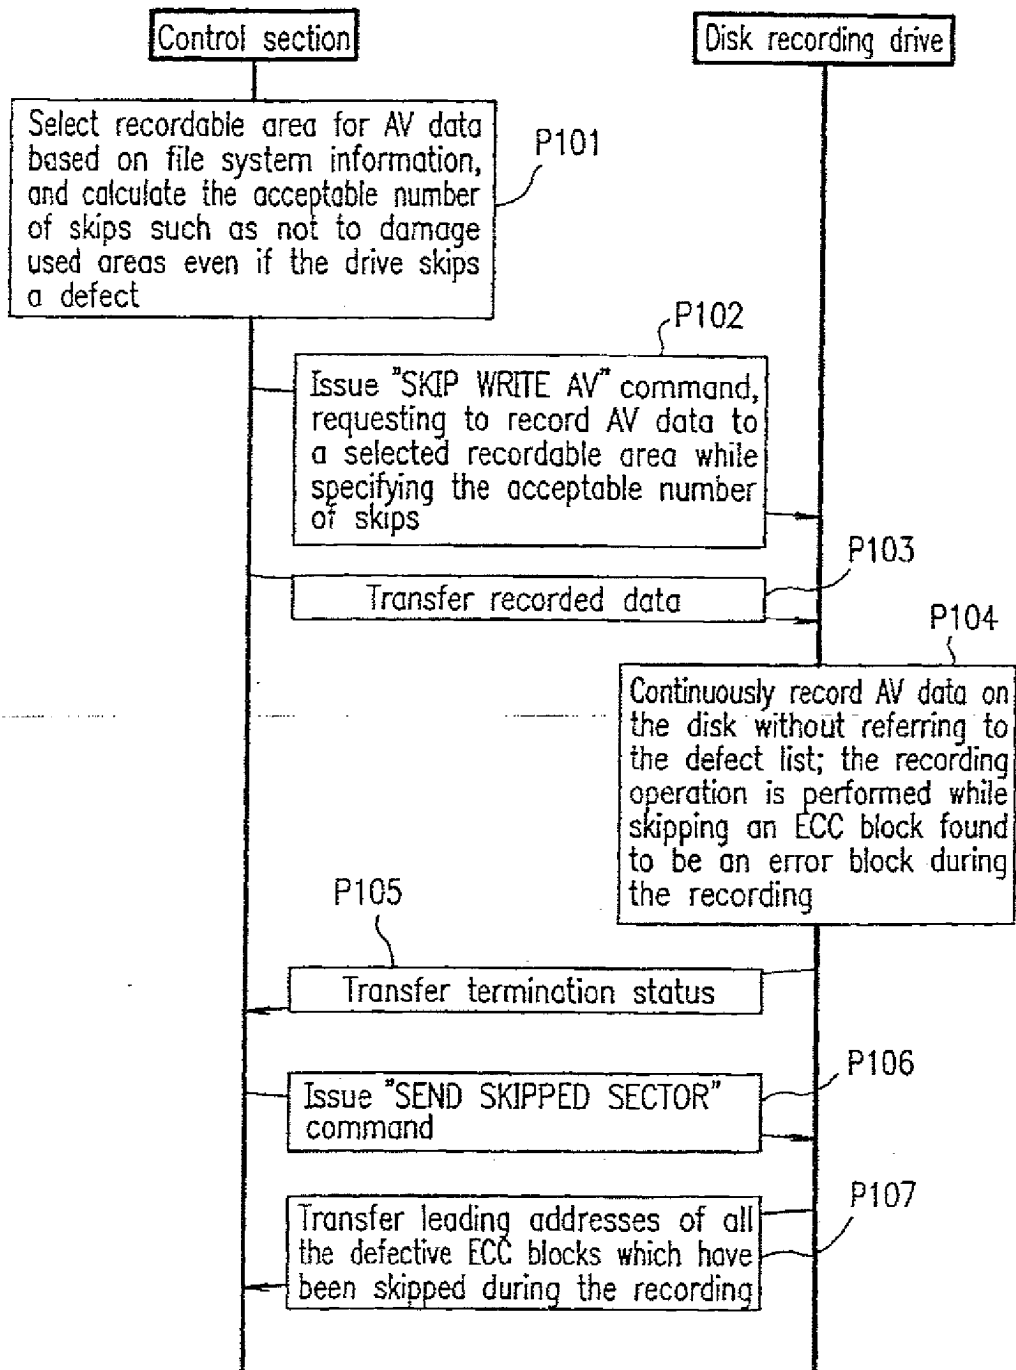 Control section
Disk recording drive
Select recordable area for AV data
based on file system information,
and calculate the acceptable number
of skips such as not to damage
used areas even if the drive skips
a defect
P101
P102
Issue "SKIP WRITE AV" command,
requesting to record AV data to
a selected recordable area while
specifying the acceptable number
of skips
P103
Transfer recorded data
P104
Continuously record AV data on
the disk without referring to
the defect list; the recording
operation is performed while
skipping an ECC block found
to be an error block during
the recording
P105
Transfer termination status
P106
Issue "SEND SKIPPED SECTOR"
command
P107
Transfer leading addresses of all
the defective ECC blocks which have
been skipped during the recording